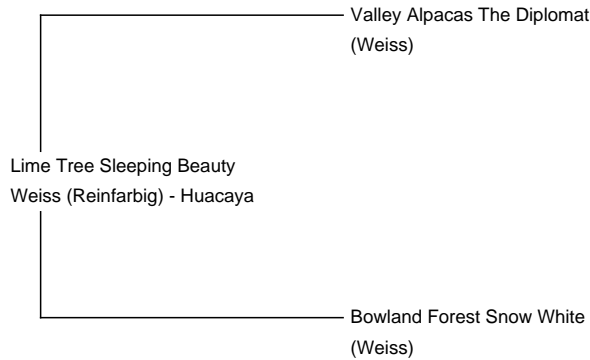 Valley Alpacas The Diplomat
(Weiss)
Lime Tree Sleeping Beauty
Weiss (Reinfarbig) - Huacaya
Bowland Forest Snow White
(Weiss)